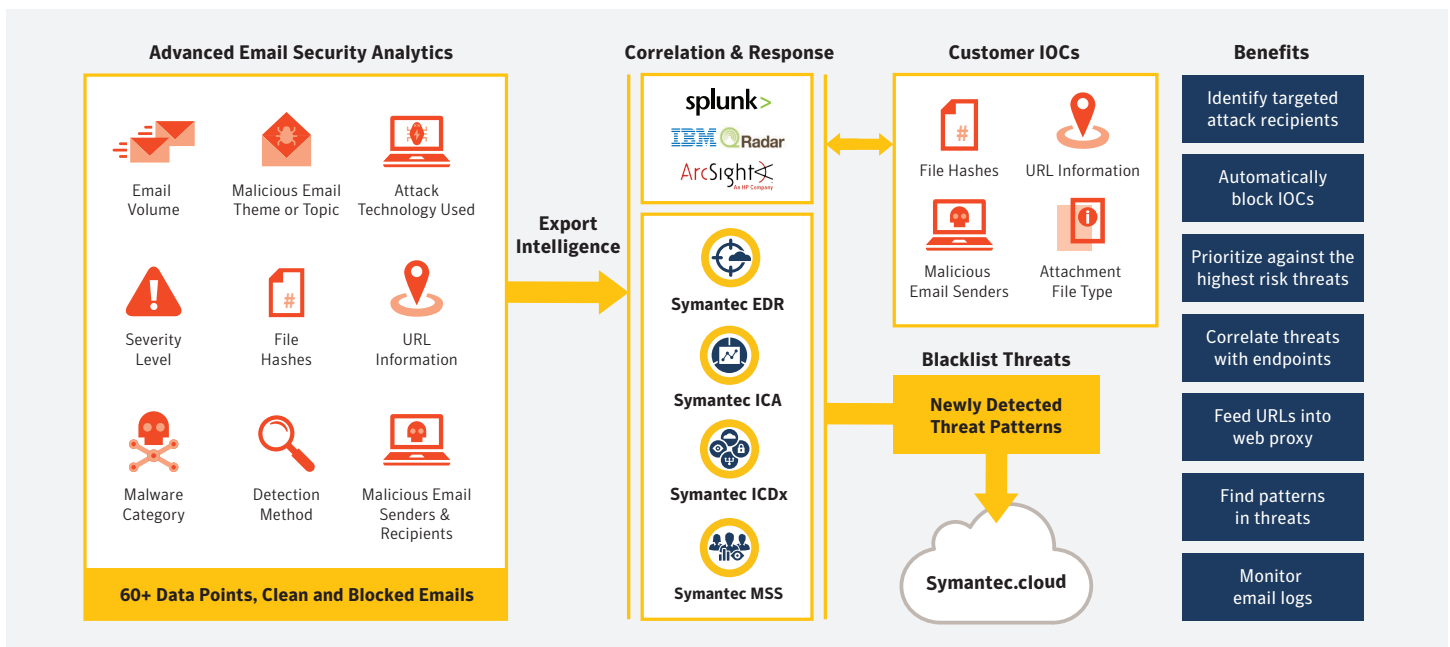 Advanced Email Security Analytics
Email
Volume
Malicious Email
Theme or Topic
Attack
Technology Used
Severity
Level
#
File
Hashes
URL
Information
Malware
Category
Detection
Method
Malicious Email
Senders &
Recipients
60+ Data Points, Clean and Blocked Emails
Export
Intelligence
Correlation & Response
splunk>
IBM QRadar
ArcSight
An HP Company
Symantec EDR
Symantec ICA
Symantec ICDx
Symantec MSS
Customer IOCs
#
File Hashes
URL Information
i
Malicious
Email Senders
Attachment
File Type
Blacklist Threats
Newly Detected
Threat Patterns
Symantec.cloud
Benefits
Identify targeted
attack recipients
Automatically
block IOCs
Prioritize against the
highest risk threats
Correlate threats
with endpoints
Feed URLs into
web proxy
Find patterns
in threats
Monitor
email logs